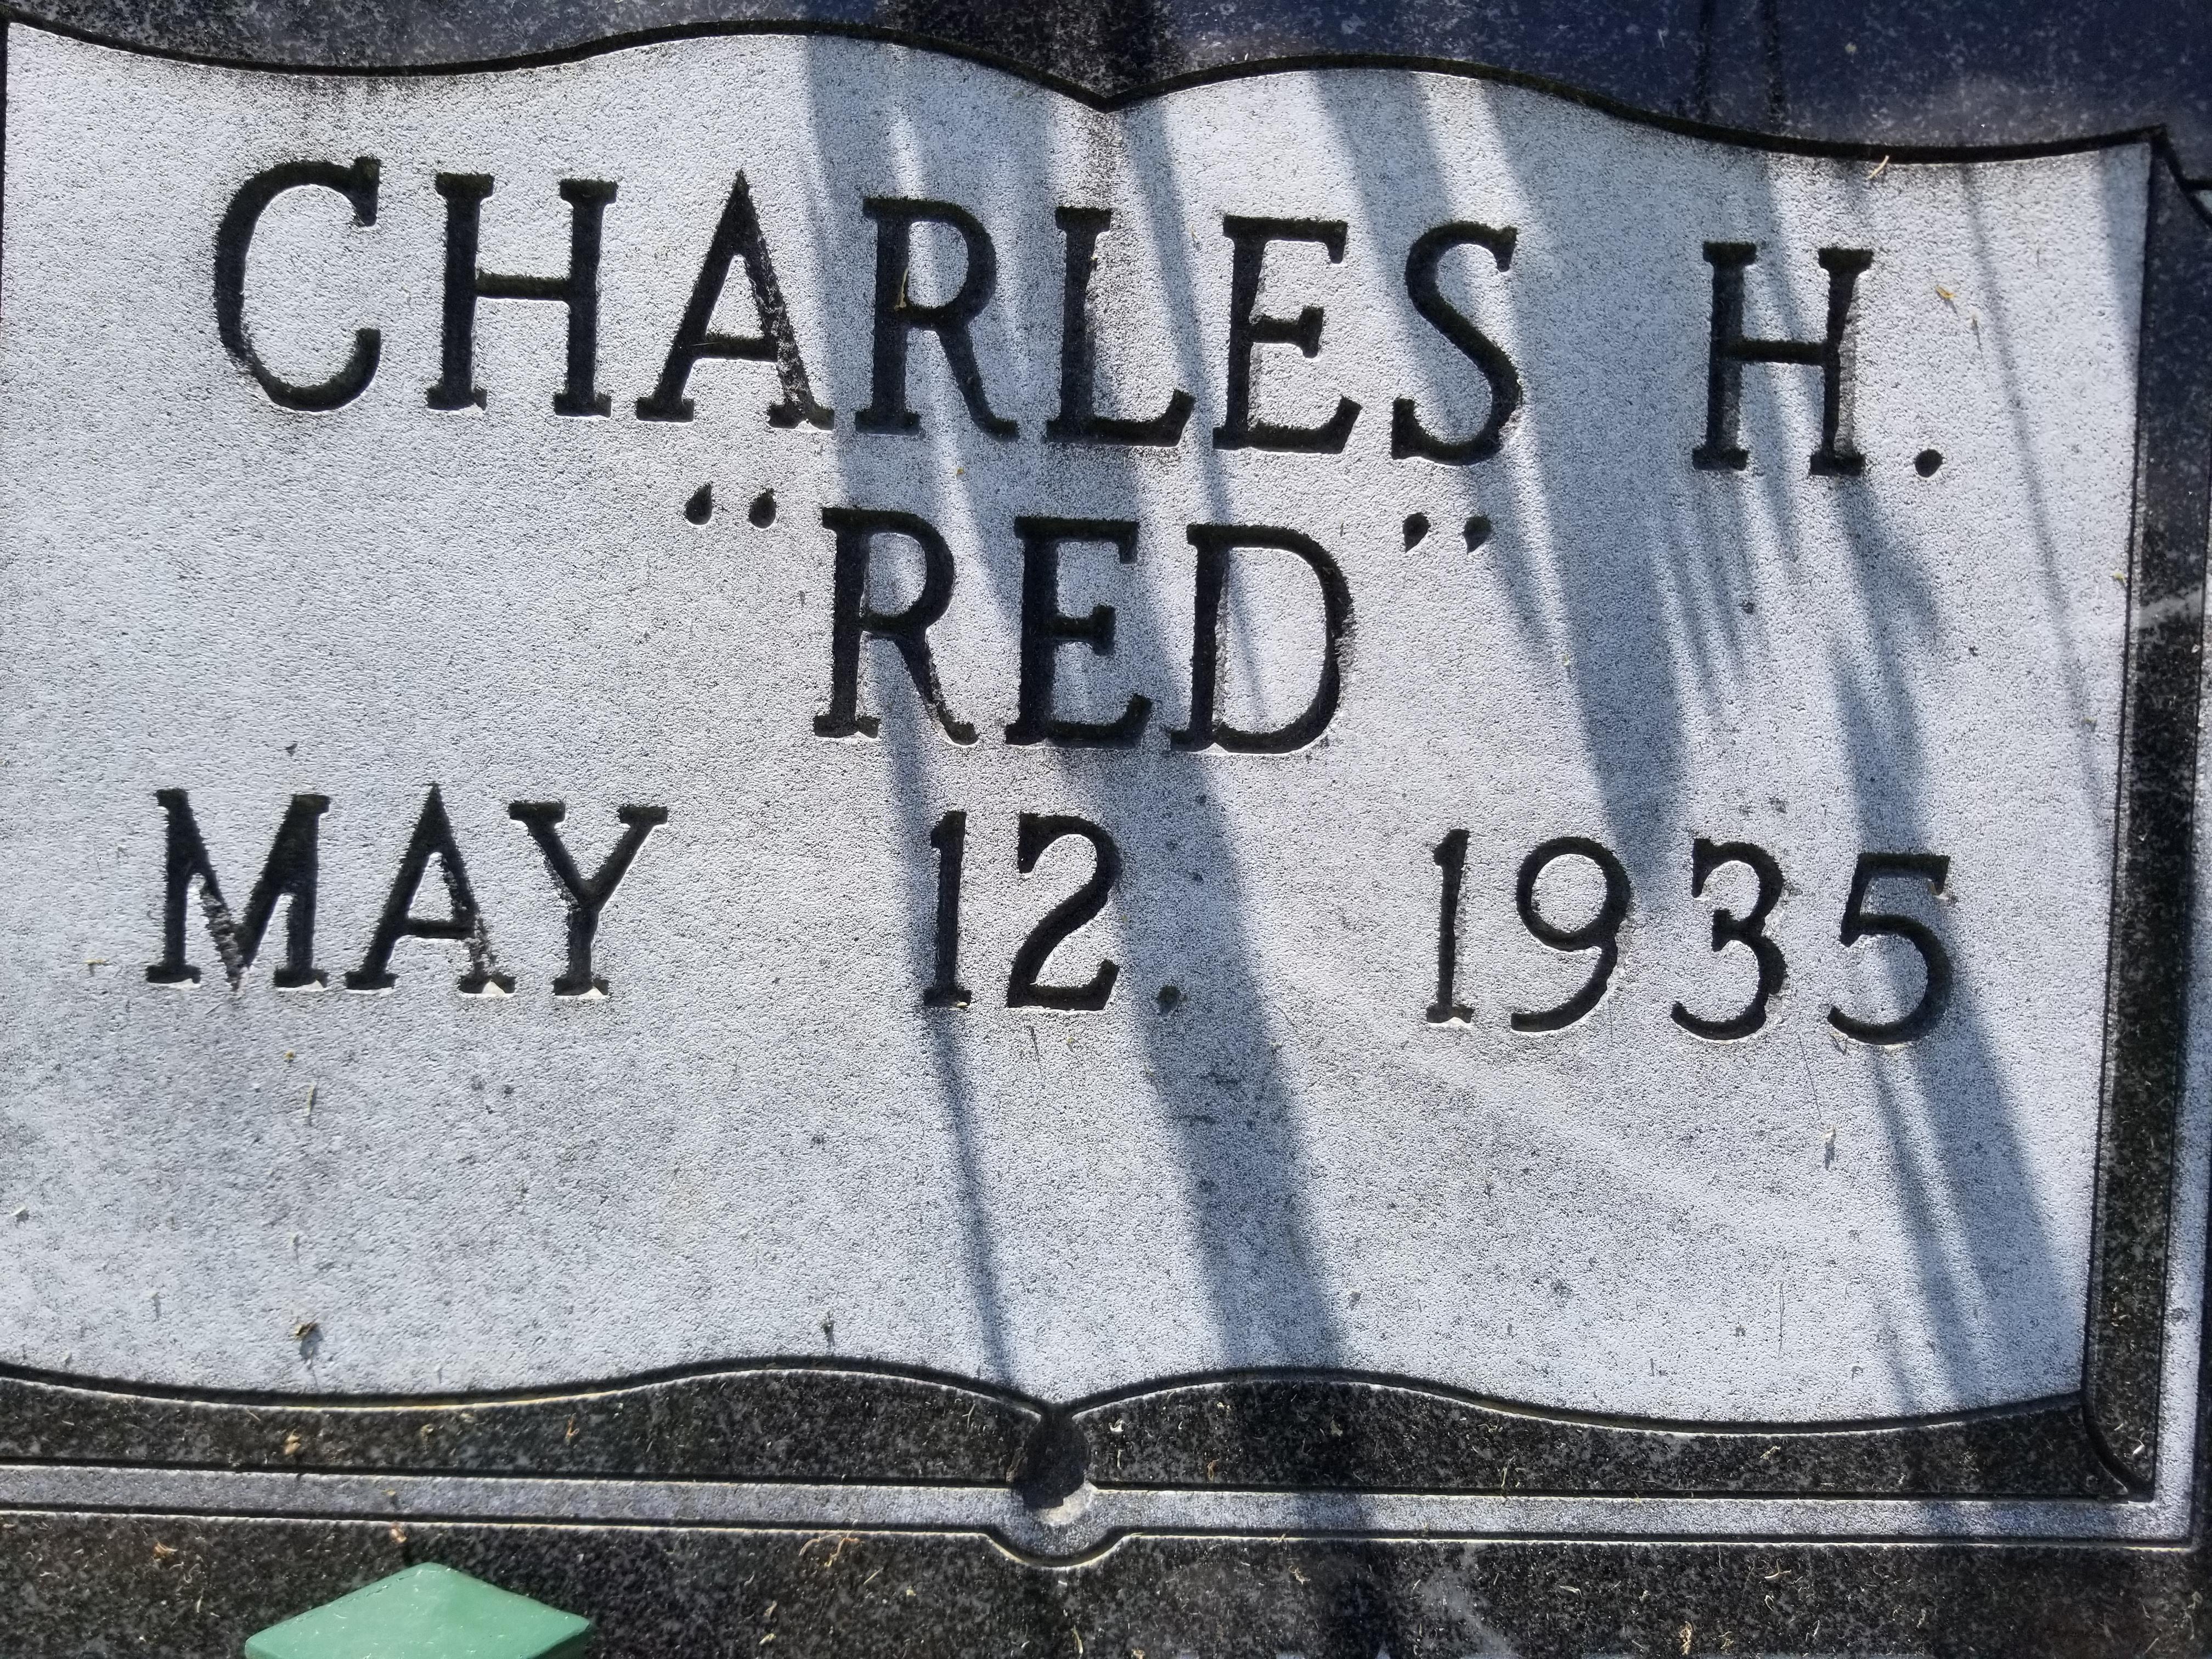 CHARLES H.
“RED”
MAY 12. 1935